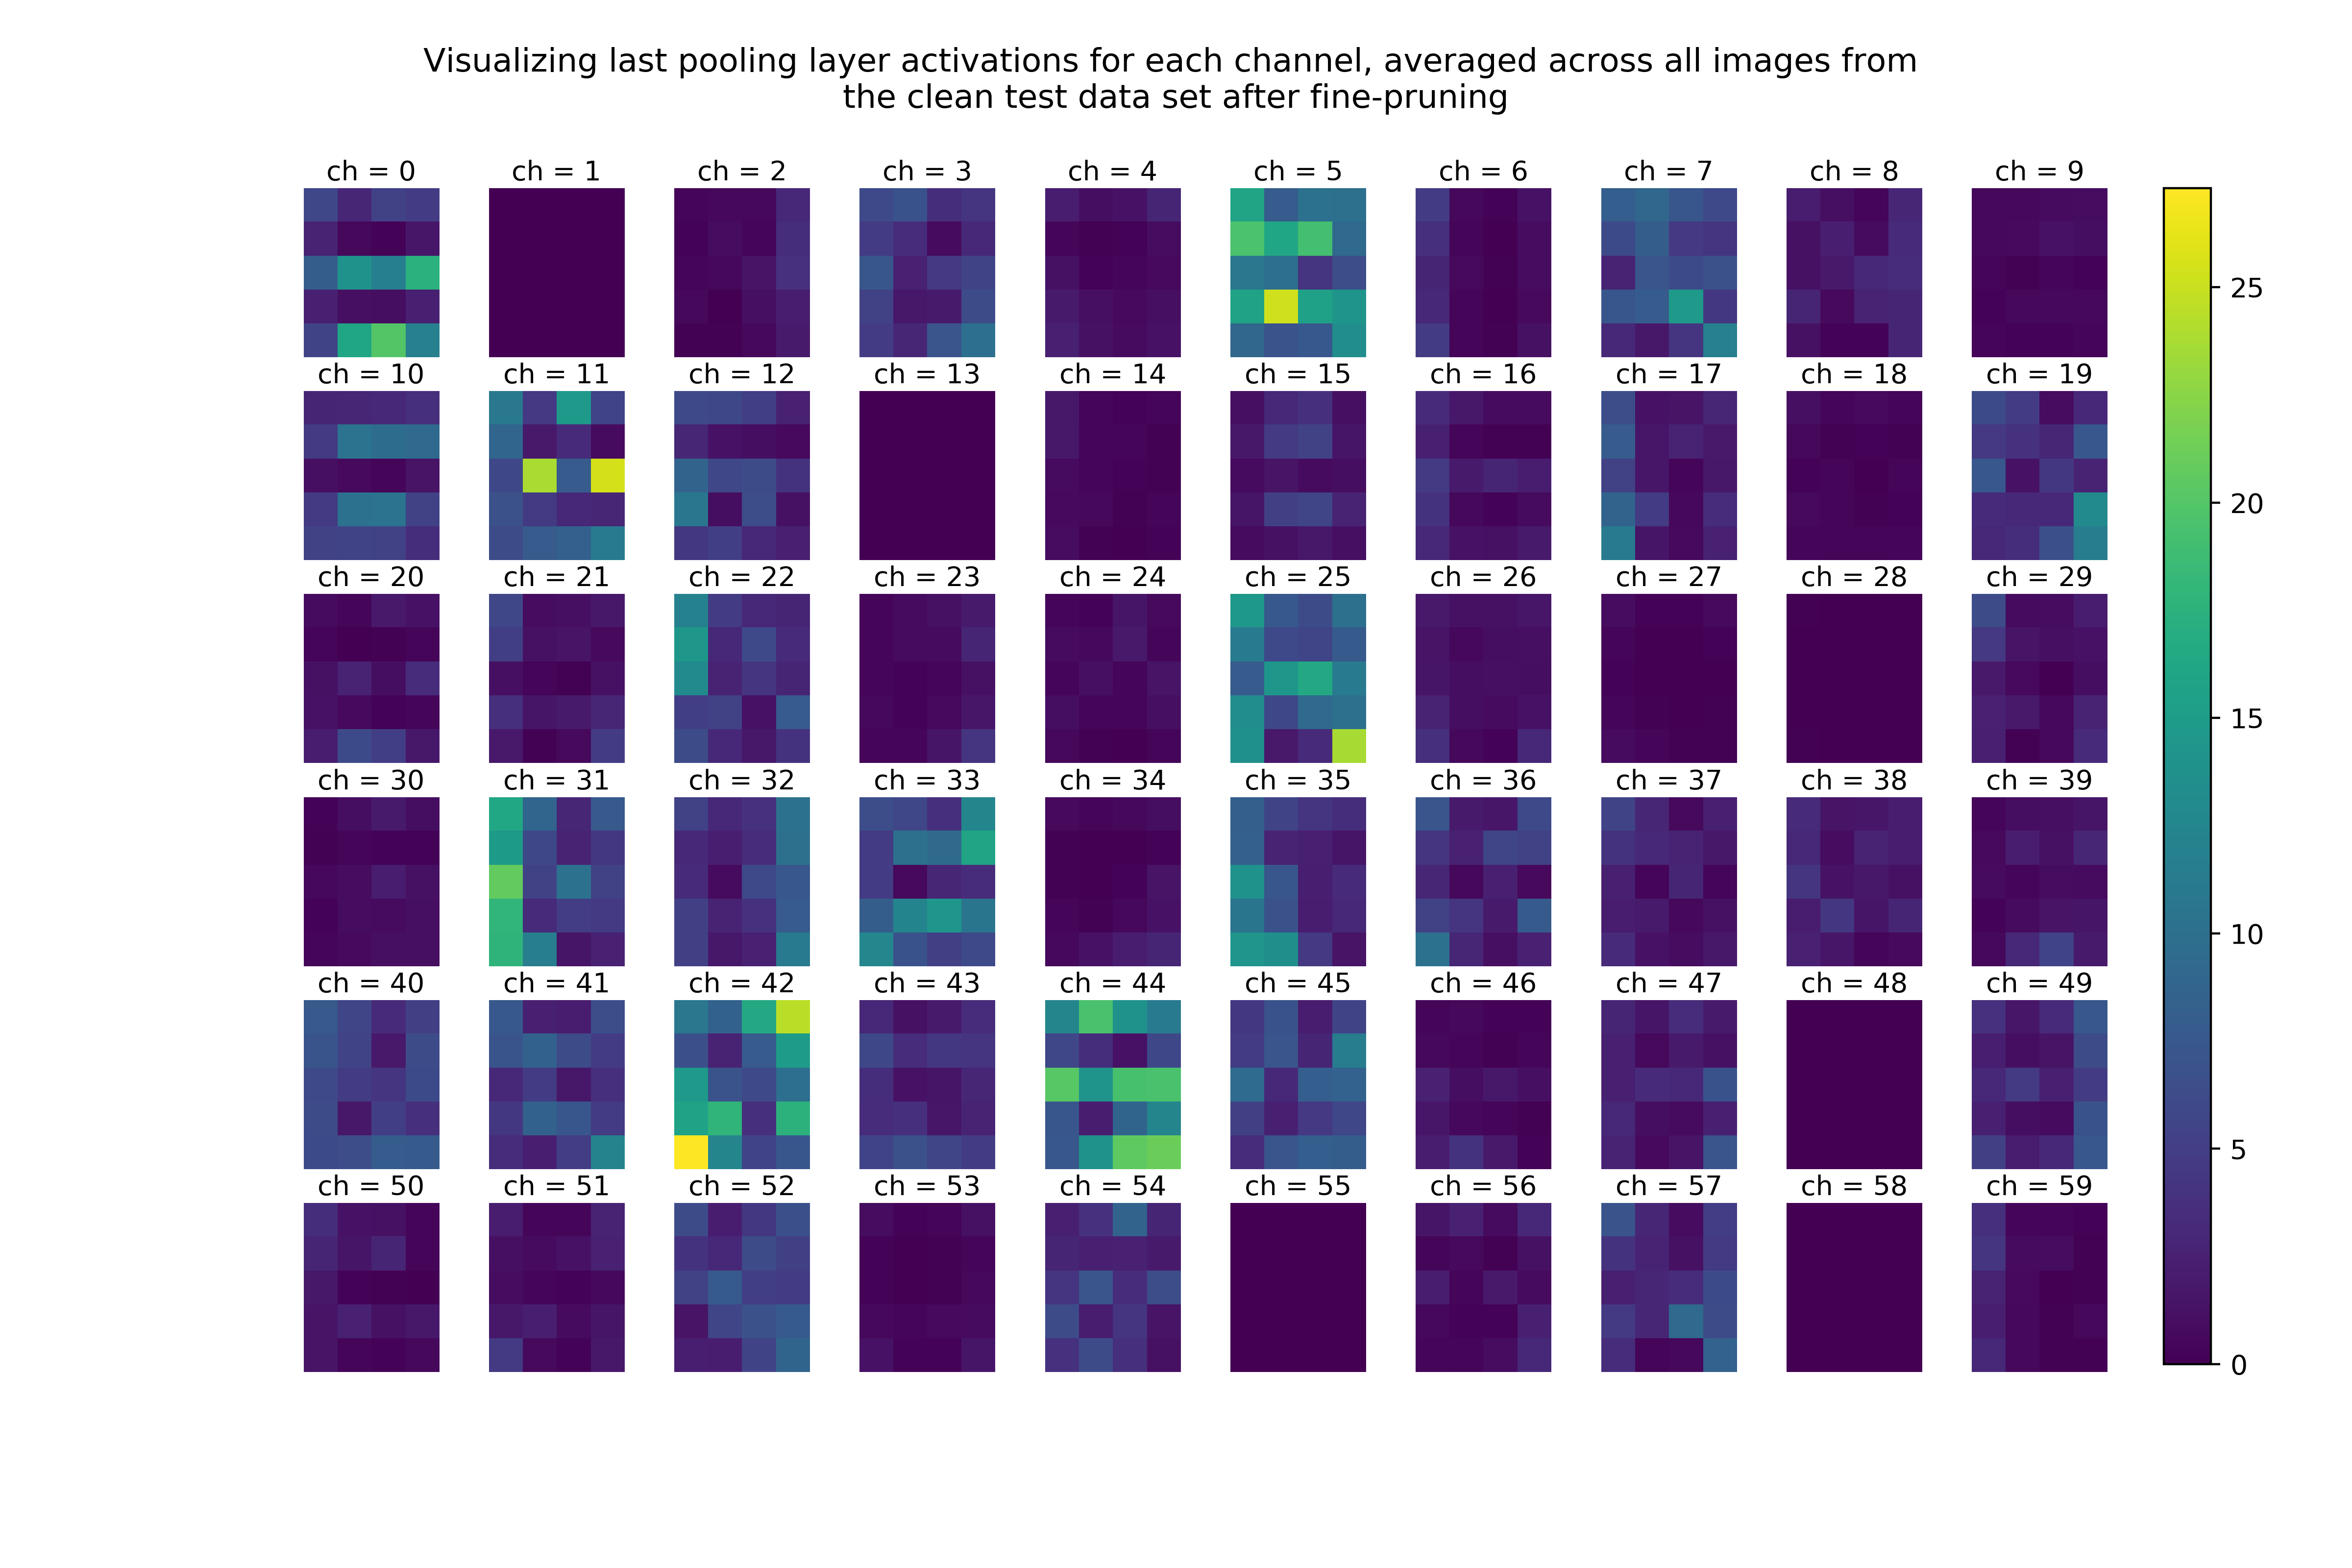 Visualizing last pooling layer activations for each channel, averaged across all images from
the clean test data set after fine-pruning
ch = 0 ch = 1 ch = 2 ch = 3 ch = 4 ch = 5 ch = 6 ch = 7 ch = 8 ch = 9
ch = 10 ch = 11 ch = 12 ch = 13 ch = 14 ch = 15 ch = 16 ch = 17 ch = 18 ch = 19
ch = 20 ch = 21 ch = 22 ch = 23 ch = 24 ch = 25 ch = 26 ch = 27 ch = 28 ch = 29
ch = 30 ch = 31 ch = 32 ch = 33 ch = 34 ch = 35 ch = 36 ch = 37 ch = 38 ch = 39
ch = 40 ch = 41 ch = 42 ch = 43 ch = 44 ch = 45 ch = 46 ch = 47 ch = 48 ch = 49
ch = 50 ch = 51 ch = 52 ch = 53 ch = 54 ch = 55 ch = 56 ch = 57 ch = 58 ch = 59
25
20
15
10
5
0